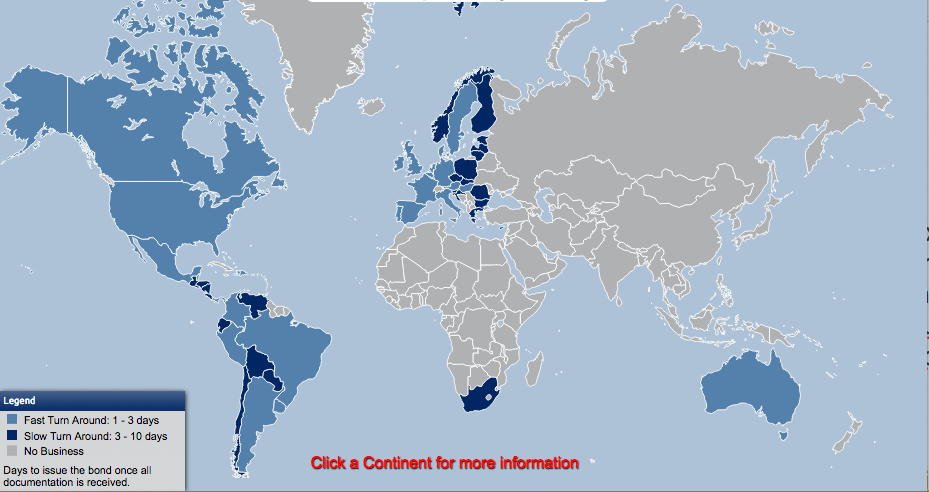 Legend
Fast Turn Around: 1 - 3 days
Slow Turn Around: 3 - 10 days
No Business
Days to issue the bond once all
documentation is received.
Click a Continent for more information